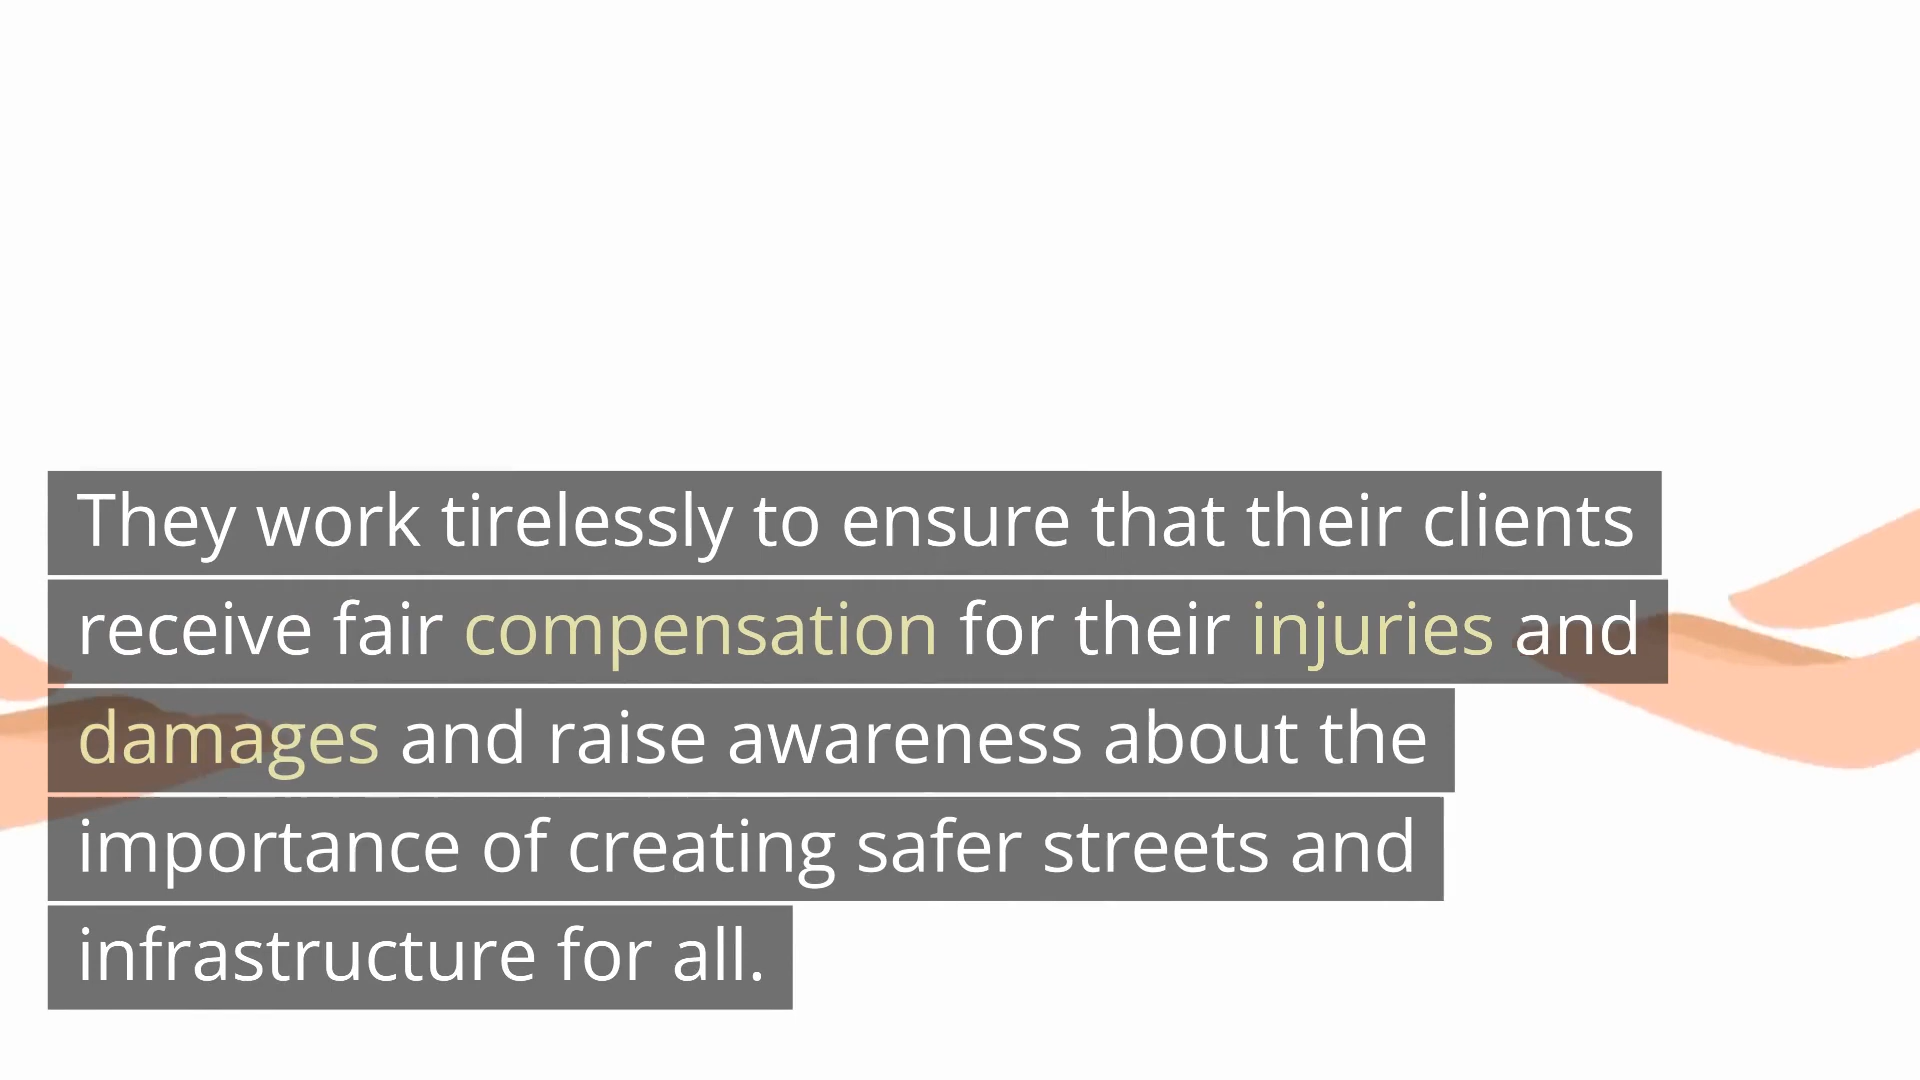 They work tirelessly to ensure that their clients
receive fair compensation for their injuries and
damages and raise awareness about the
importance of creating safer streets and
infrastructure for all.